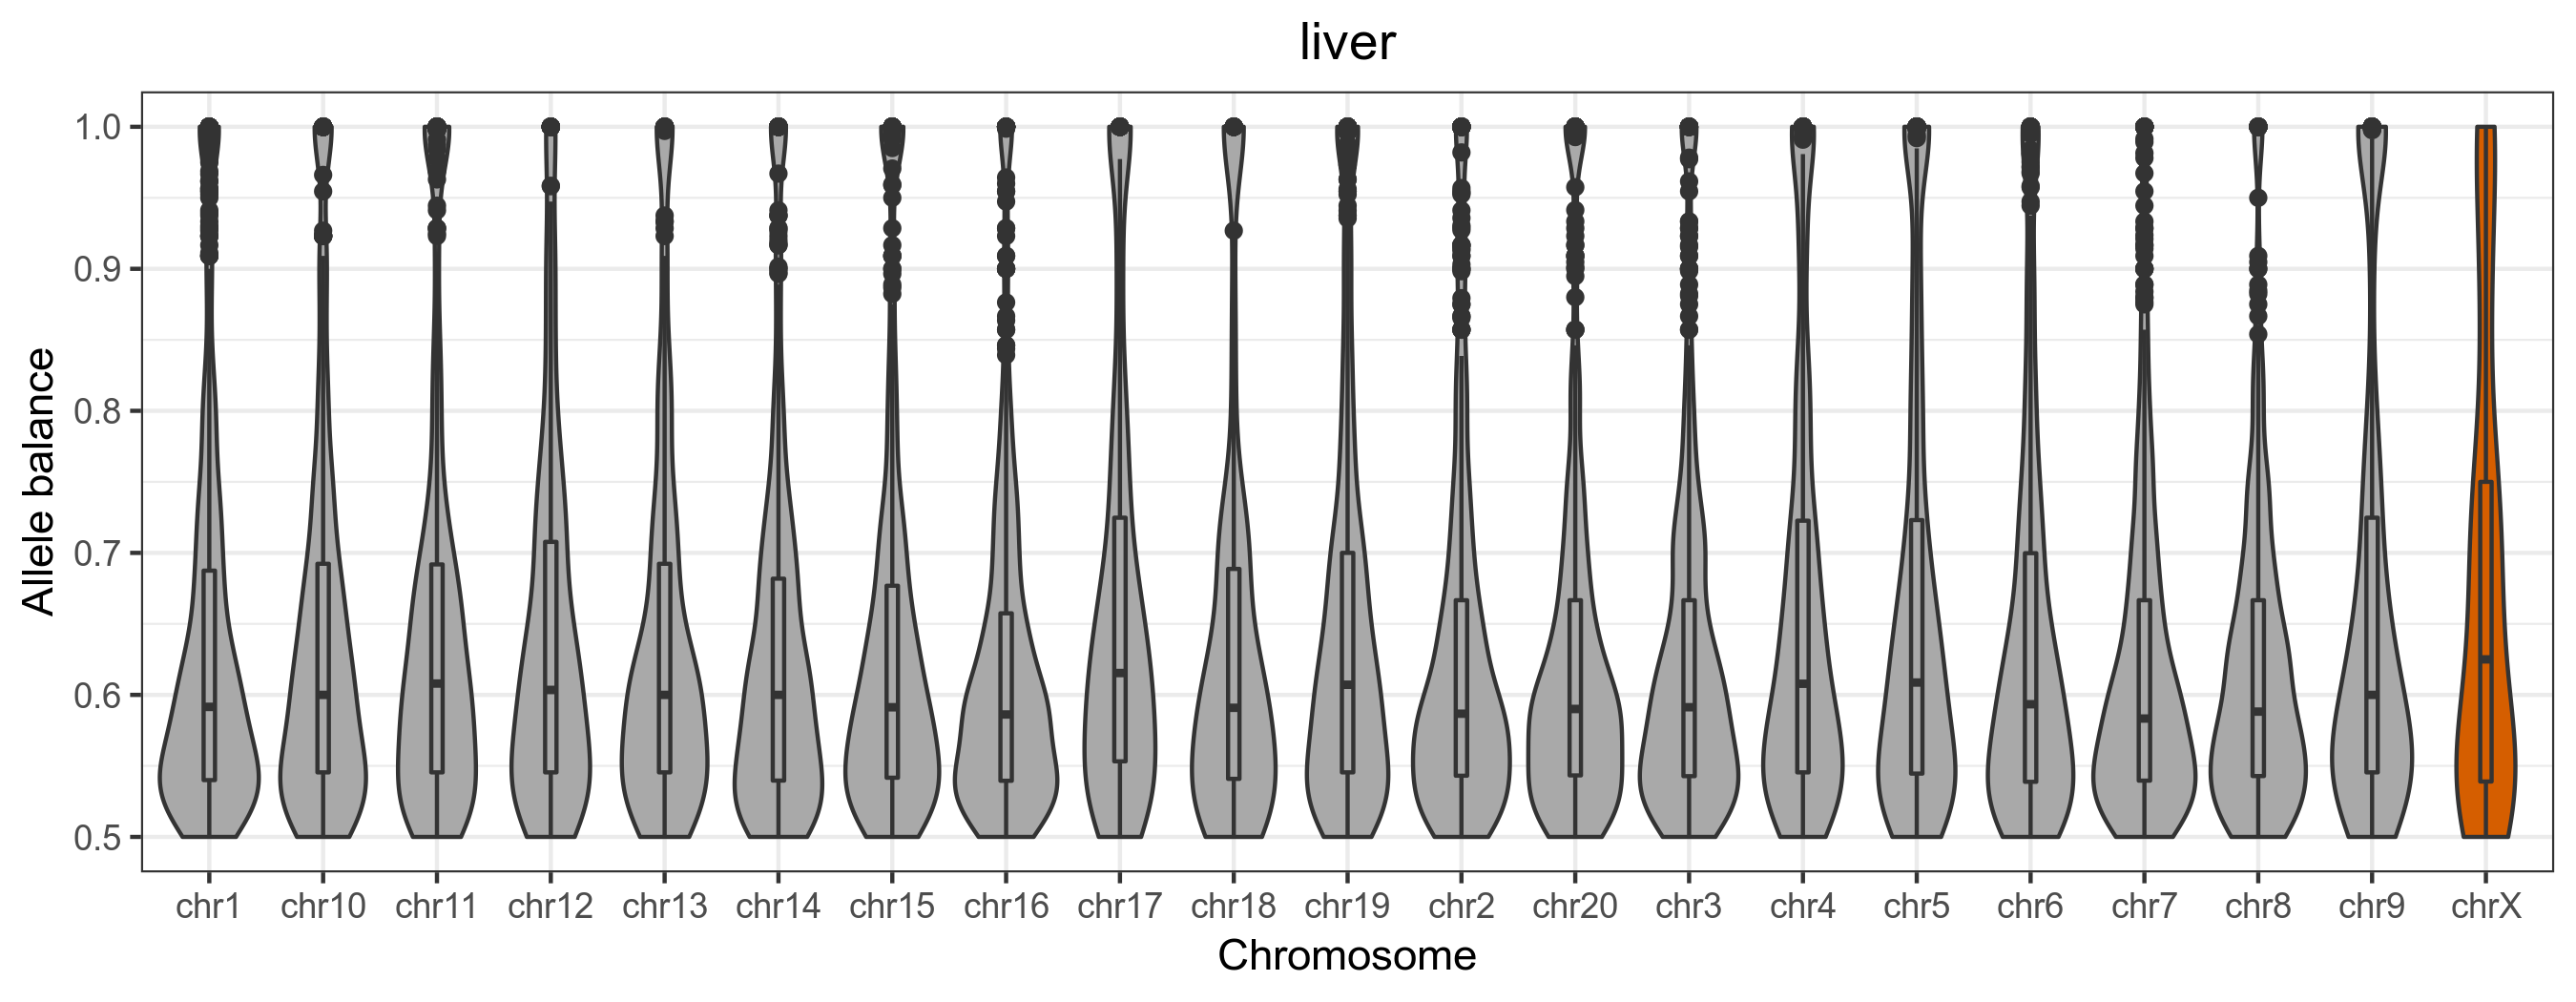 liver
Allele balance
1.0
0.9
0.8
0.7
0.6
0.5
chr1 chr10 chr11 chr12 chr13 chr14 chr15 chr16 chr17 chr18 chr19 chr2 chr20 chr3 chr4 chr5 chr6 chr7 chr8 chr9 chrX
Chromosome